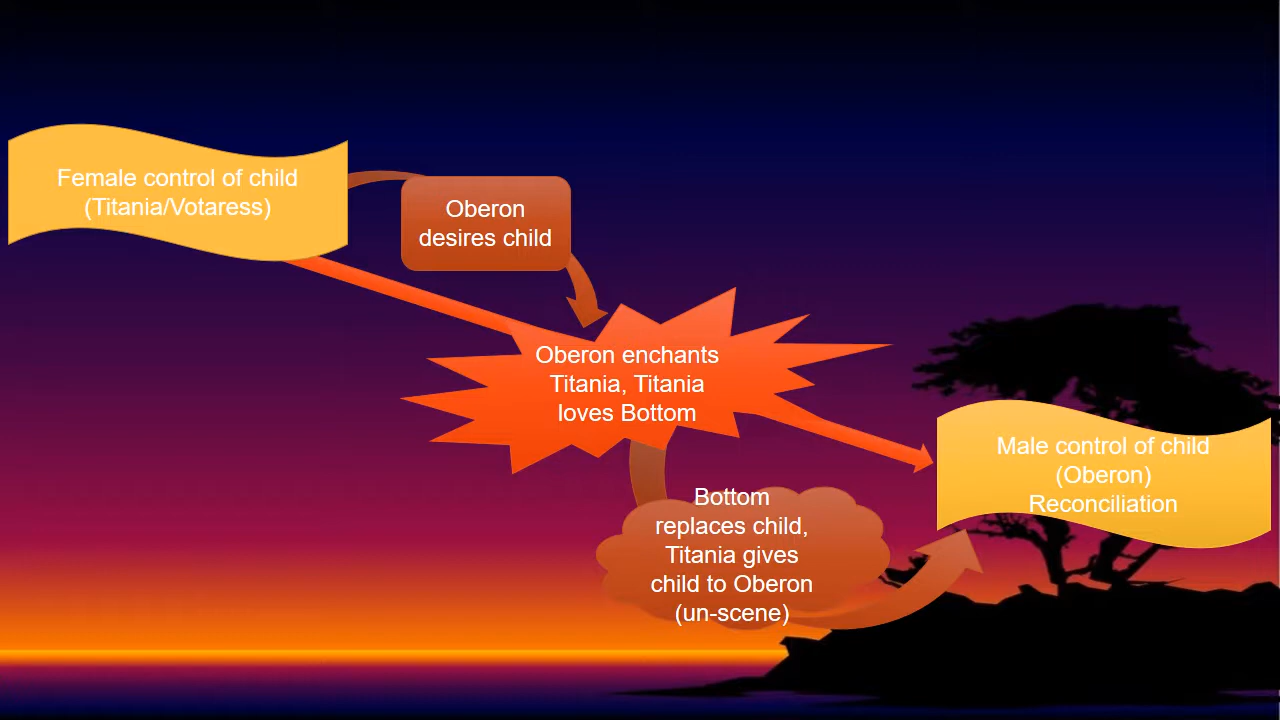 Female control of child
(Titania/Votaress)
Oberon
desires child
Oberon enchants
Titania, Titania
loves Bottom
Bottom
replaces child,
Titania gives
child to Oberon
(un-scene)
Male control of child
(Oberon)
Reconciliation